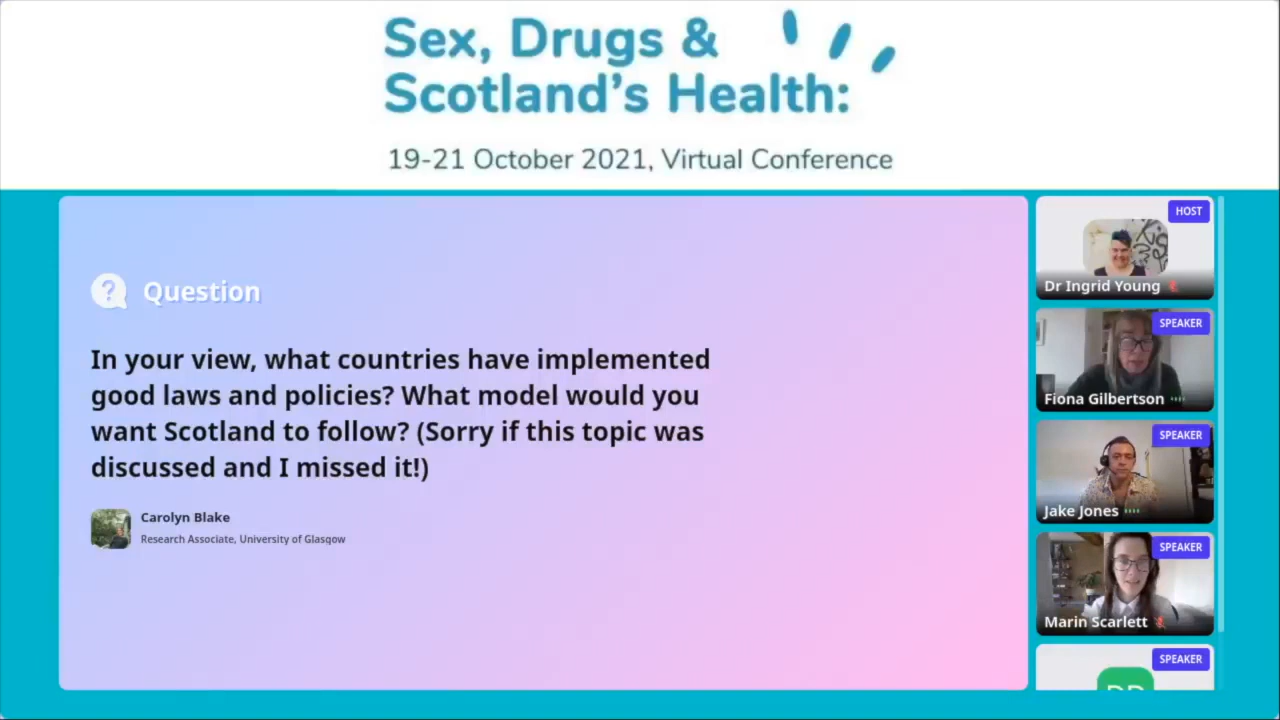 Sex, Drugs &
Scotland's Health:
19-21 October 2021, Virtual Conference
Question
In your view, what countries have implemented
good laws and policies? What model would you
want Scotland to follow? (Sorry if this topic was
discussed and I missed it!)
Carolyn Blake
Research Associate, University of Glasgow
HOST
Dr Ingrid Young
SPEAKER
Fiona Gilbertson
SPEAKER
Jake Jones
SPEAKER
Marin Scarlett
SPEAKER